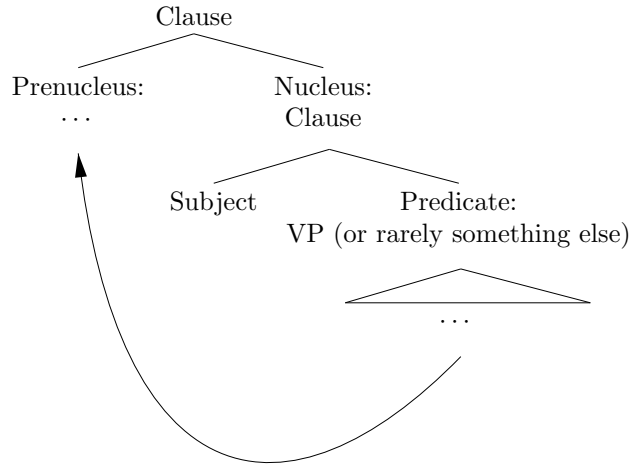 Clause
Prenucleus:
...
Nucleus:
Clause
Subject
Predicate:
VP (or rarely something else)
...